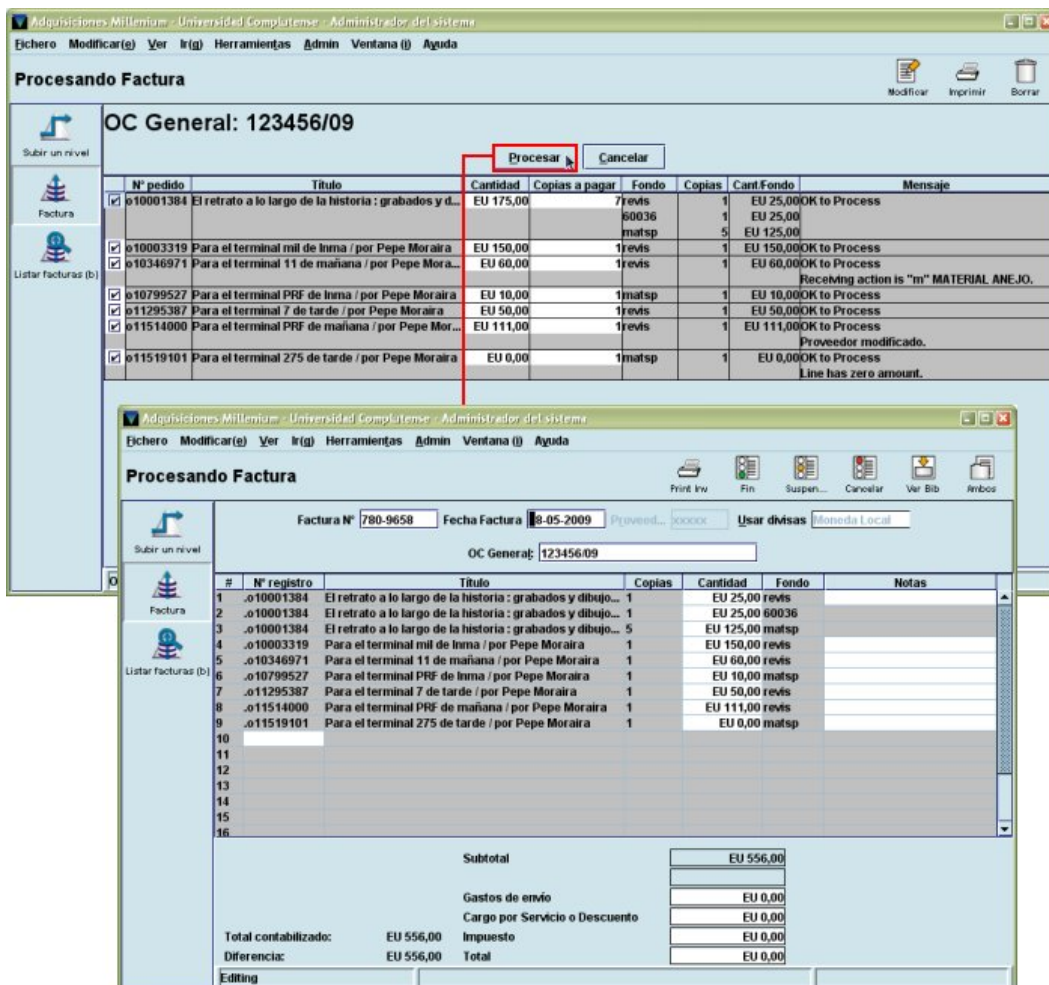 Adquisiciones Millenium - Universidad Complutense - Administrador del sistema
Fichero Modificar(e) Ver Ir(g) Herramientas Admin Ventana (j) Ayuda
Procesando Factura
Modificar Imprimir Borrar
Subir un nivel
Factura
Listar facturas (b)
OC General: 123456/09
Procesar Cancelar
Nº pedido Título Cantidad Copias a pagar Fondo Copias Cant.Fondo Mensaje
o10001384 El retrato a lo largo de la historia : grabados y d... EU 175,00 7 revis 1 EU 25,00 OK to Process
60036 1 EU 25,00
matsp 5 EU 125,00
o10003319 Para el terminal mil de Inma / por Pepe Moraira EU 150,00 1 revis 1 EU 150,00 OK to Process
o10346971 Para el terminal 11 de mañana / por Pepe Mora... EU 60,00 1 revis 1 EU 60,00 OK to Process
Receiving action is "m" MATERIAL ANEJO.
o10799527 Para el terminal PRF de Inma / por Pepe Moraira EU 10,00 1 matsp 1 EU 10,00 OK to Process
o11295387 Para el terminal 7 de tarde / por Pepe Moraira EU 50,00 1 revis 1 EU 50,00 OK to Process
o11514000 Para el terminal PRF de mañana / por Pepe Mor... EU 111,00 1 revis 1 EU 111,00 OK to Process
Proveedor modificado.
o11519101 Para el terminal 275 de tarde / por Pepe Moraira EU 0,00 1 matsp 1 EU 0,00 OK to Process
Line has zero amount.
Adquisiciones Millenium - Universidad Complutense - Administrador del sistema
Fichero Modificar(e) Ver Ir(g) Herramientas Admin Ventana (j) Ayuda
Procesando Factura
Print Inv Fin Suspen... Cancelar Ver Bib Ambos
Subir un nivel
Factura
Listar facturas (b)
Factura Nº 780-9658 Fecha Factura 8-05-2009 Proveed... xxxxx Usar divisas Moneda Local
OC General: 123456/09
# Nº registro Título Copias Cantidad Fondo Notas
1 .o10001384 El retrato a lo largo de la historia : grabados y dibujo... 1 EU 25,00 revis
2 .o10001384 El retrato a lo largo de la historia : grabados y dibujo... 1 EU 25,00 60036
3 .o10001384 El retrato a lo largo de la historia : grabados y dibujo... 5 EU 125,00 matsp
4 .o10003319 Para el terminal mil de Inma / por Pepe Moraira 1 EU 150,00 revis
5 .o10346971 Para el terminal 11 de mañana / por Pepe Moraira 1 EU 60,00 revis
6 .o10799527 Para el terminal PRF de Inma / por Pepe Moraira 1 EU 10,00 matsp
7 .o11295387 Para el terminal 7 de tarde / por Pepe Moraira 1 EU 50,00 revis
8 .o11514000 Para el terminal PRF de mañana / por Pepe Moraira 1 EU 111,00 revis
9 .o11519101 Para el terminal 275 de tarde / por Pepe Moraira 1 EU 0,00 matsp
10
11
12
13
14
15
16
Subtotal EU 556,00
Gastos de envío EU 0,00
Cargo por Servicio o Descuento EU 0,00
Total contabilizado: EU 556,00 Impuesto EU 0,00
Diferencia: EU 556,00 Total EU 0,00
Editing